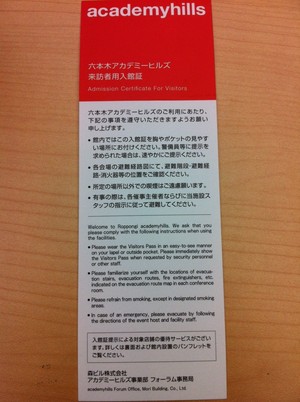 academyhills
六本木アカデミーヒルズ
来訪者用入館証
Admission Certificate For Visitors
六本木アカデミーヒルズのご利用にあたり、
下記の事項を遵守いただきますようお願い
申し上げます。
● 館内ではこの入館証を胸やポケットの見やす
い場所にお付けください。警備員等に提示を
求められた場合は、速やかにご提示ください。
● 各会場の避難経路図にて、避難階段・避難経
路・消火器等の位置をご確認ください。
● 所定の場所以外での喫煙はご遠慮願います。
● 有事の際は、各催事主催者ならびに当施設ス
タッフの指示に従って避難してください。
Welcome to Roppongi academyhills. We ask that you
please comply with the following instructions when using
the facilities.
● Please wear the Visitors Pass in an easy-to-see manner
on your lapel or outside pocket. Please immediately show
the Visitors Pass when requested by security personnel
or other staff.
● Please familiarize yourself with the locations of evacua-
tion stairs, evacuation routes, fire extinguishers, etc.
indicated on the evacuation route map in each conference
room.
● Please refrain from smoking, except in designated smoking
areas.
● In case of an emergency, please evacuate by following
the directions of the event host and facility staff.
入館証提示による対象店舗の優待サービスがござい
ます。詳しくは裏面および館内設置のパンフレットを
ご覧ください。
森ビル株式会社
アカデミーヒルズ事業部 フォーラム事務局
academyhills Forum Office, Mori Building, Co., Ltd.